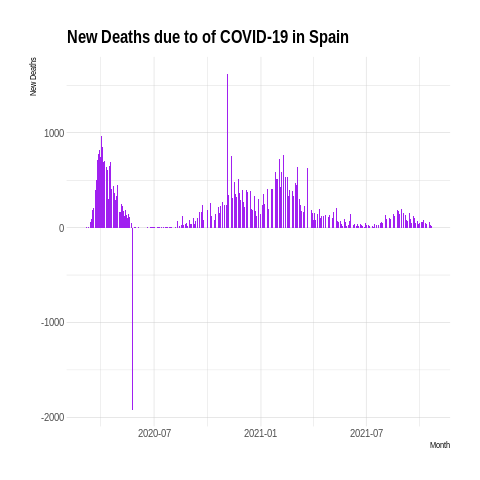 New Deaths due to of COVID-19 in Spain
New Deaths
1000
0
-1000
-2000
2020-07
2021-01
2021-07
Month